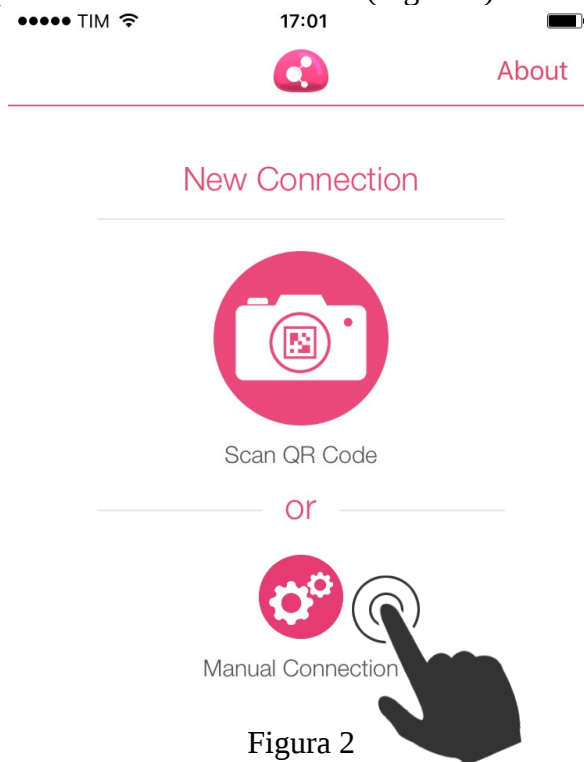 TIM 17:01
About
New Connection
Scan QR Code
or
Manual Connection
Figura 2